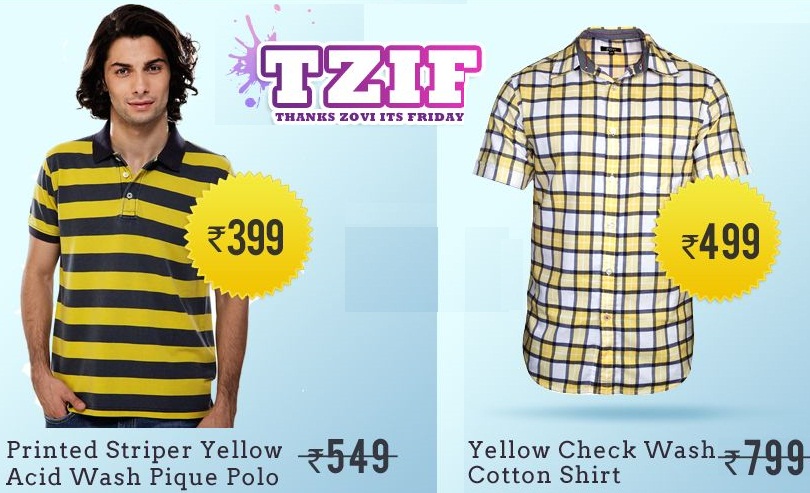 TZIF
THANKS ZOVI ITS FRIDAY
₹399
₹499
Printed Striper Yellow
Acid Wash Pique Polo
₹549
Yellow Check Wash
Cotton Shirt
₹799